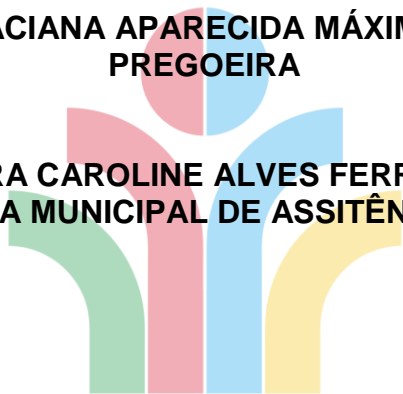 ACIANA APARECIDA MÁXIM
PREGOEIRA
RA CAROLINE ALVES FERR
A MUNICIPAL DE ASSITÊN